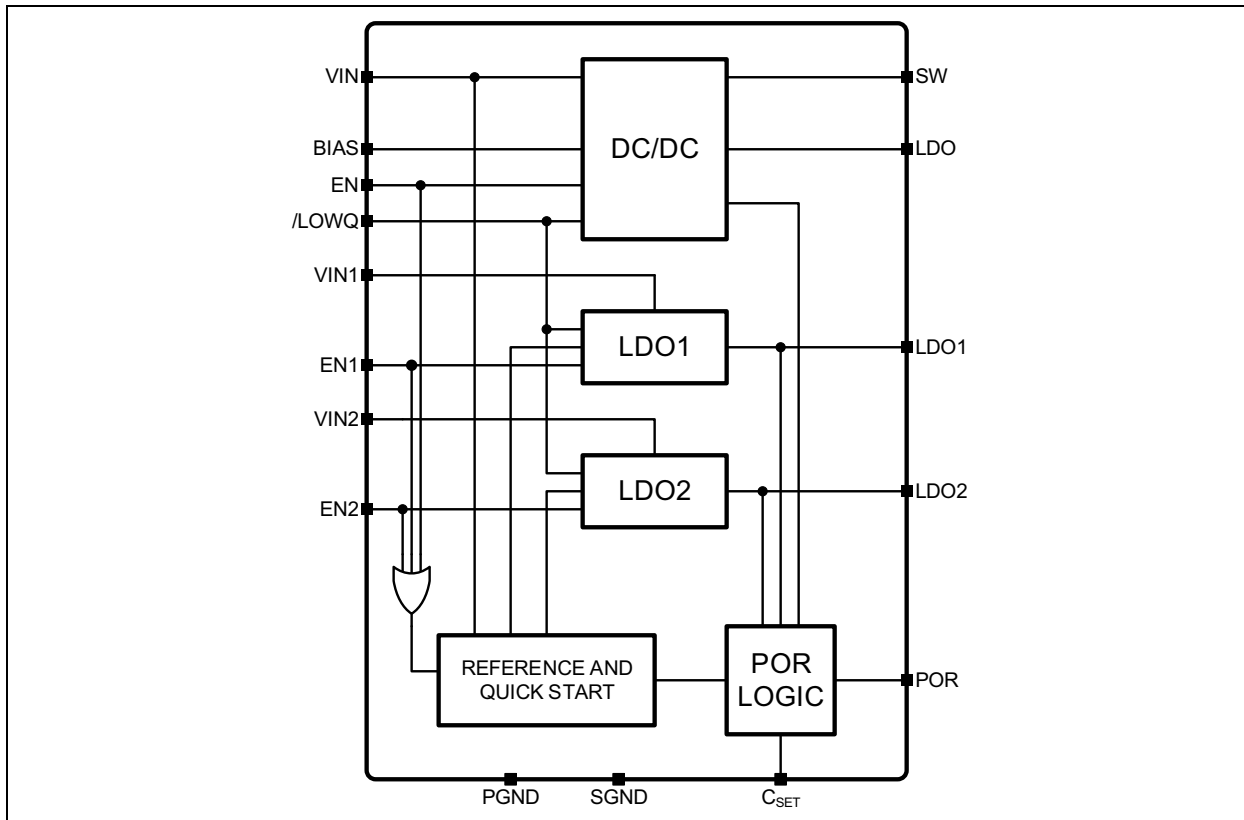 VIN
SW
DC/DC
BIAS
LDO
EN
/LOWQ
VIN1
LDO1
LDO1
EN1
VIN2
LDO2
LDO2
EN2
REFERENCE AND
QUICK START
POR
LOGIC
POR
PGND
SGND
CSET